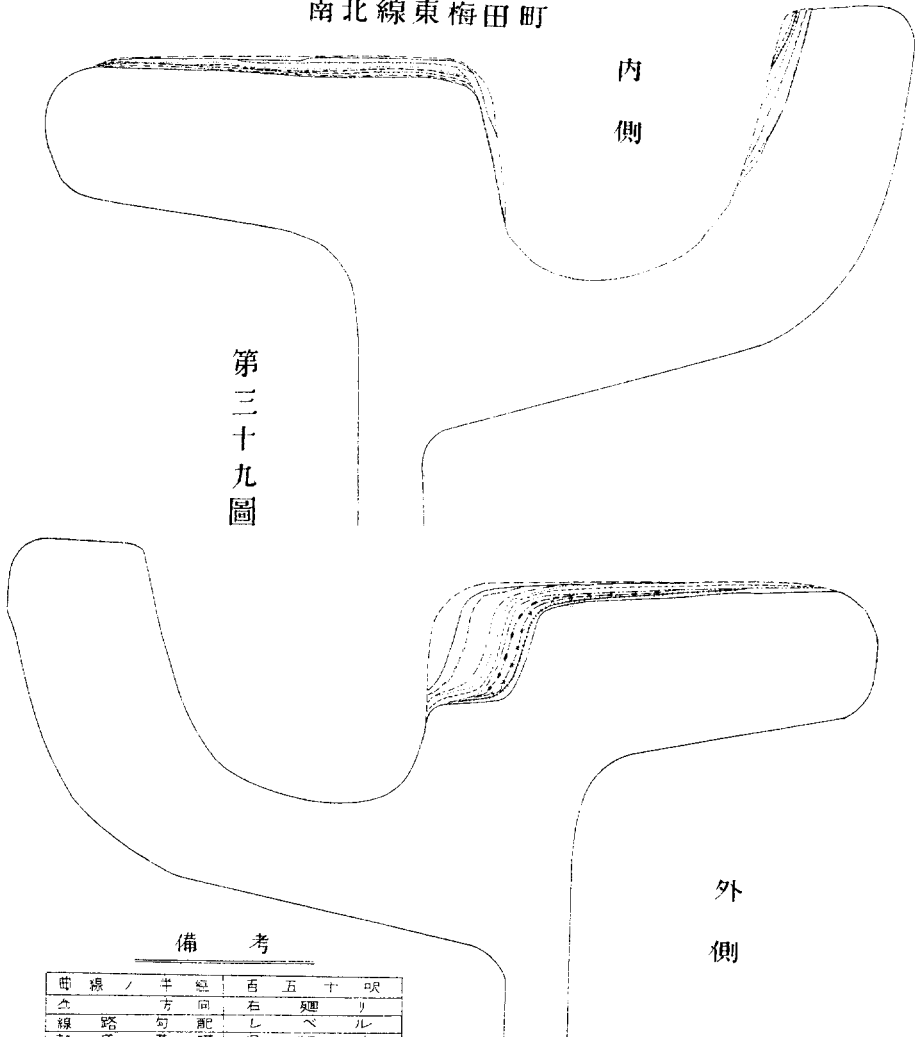 南北線東梅田町
内側
第三十九圖
外側
備考
曲線ノ半経 百五十呎
方向 右廻リ
線路勾配 レベル